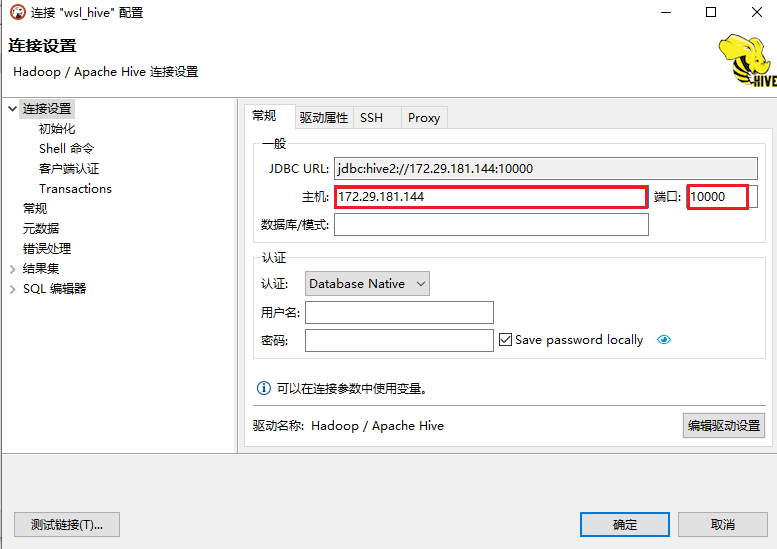 连接 "wsl_hive" 配置
连接设置
Hadoop / Apache Hive 连接设置
HIVE
连接设置
初始化
Shell 命令
客户端认证
Transactions
常规
元数据
错误处理
结果集
SQL 编辑器
常规 驱动属性 SSH Proxy
一般
JDBC URL: jdbc:hive2://172.29.181.144:10000
主机: 172.29.181.144 端口: 10000
数据库/模式:
认证
认证: Database Native
用户名:
密码: Save password locally
可以在连接参数中使用变量。
驱动名称: Hadoop / Apache Hive 编辑驱动设置
测试链接(T)... 确定 取消